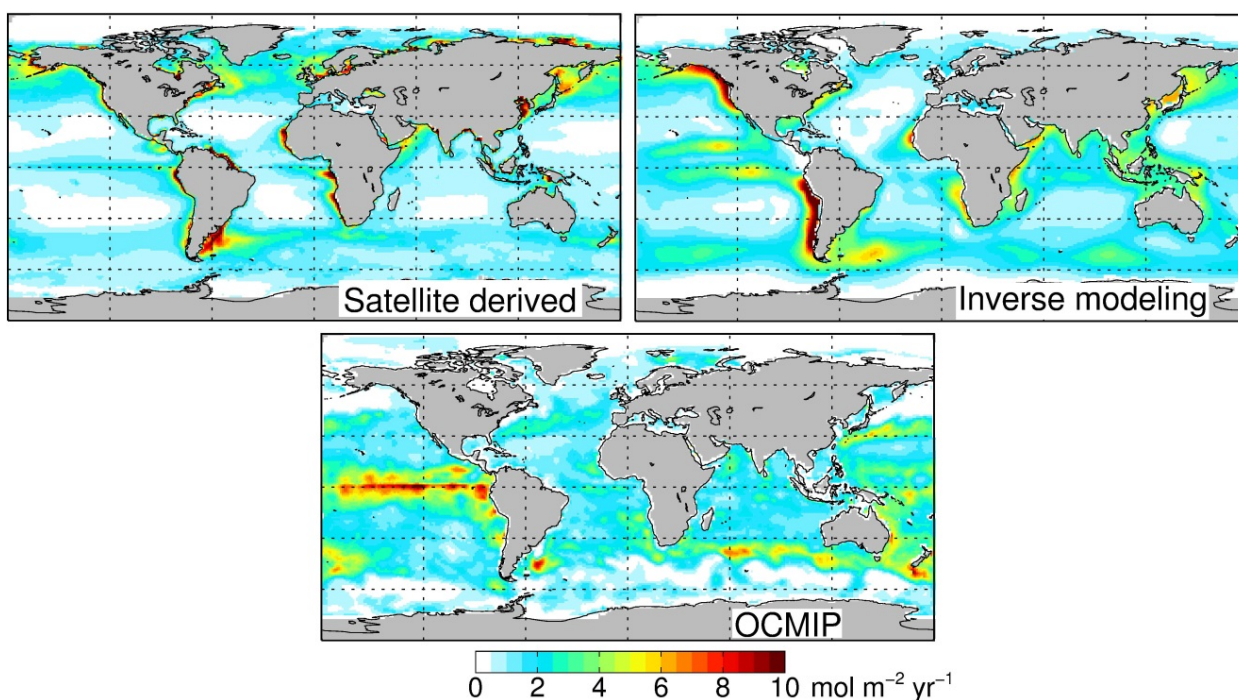 Satellite derived
Inverse modeling
OCMIP
0 2 4 6 8 10 mol m⁻² yr⁻¹